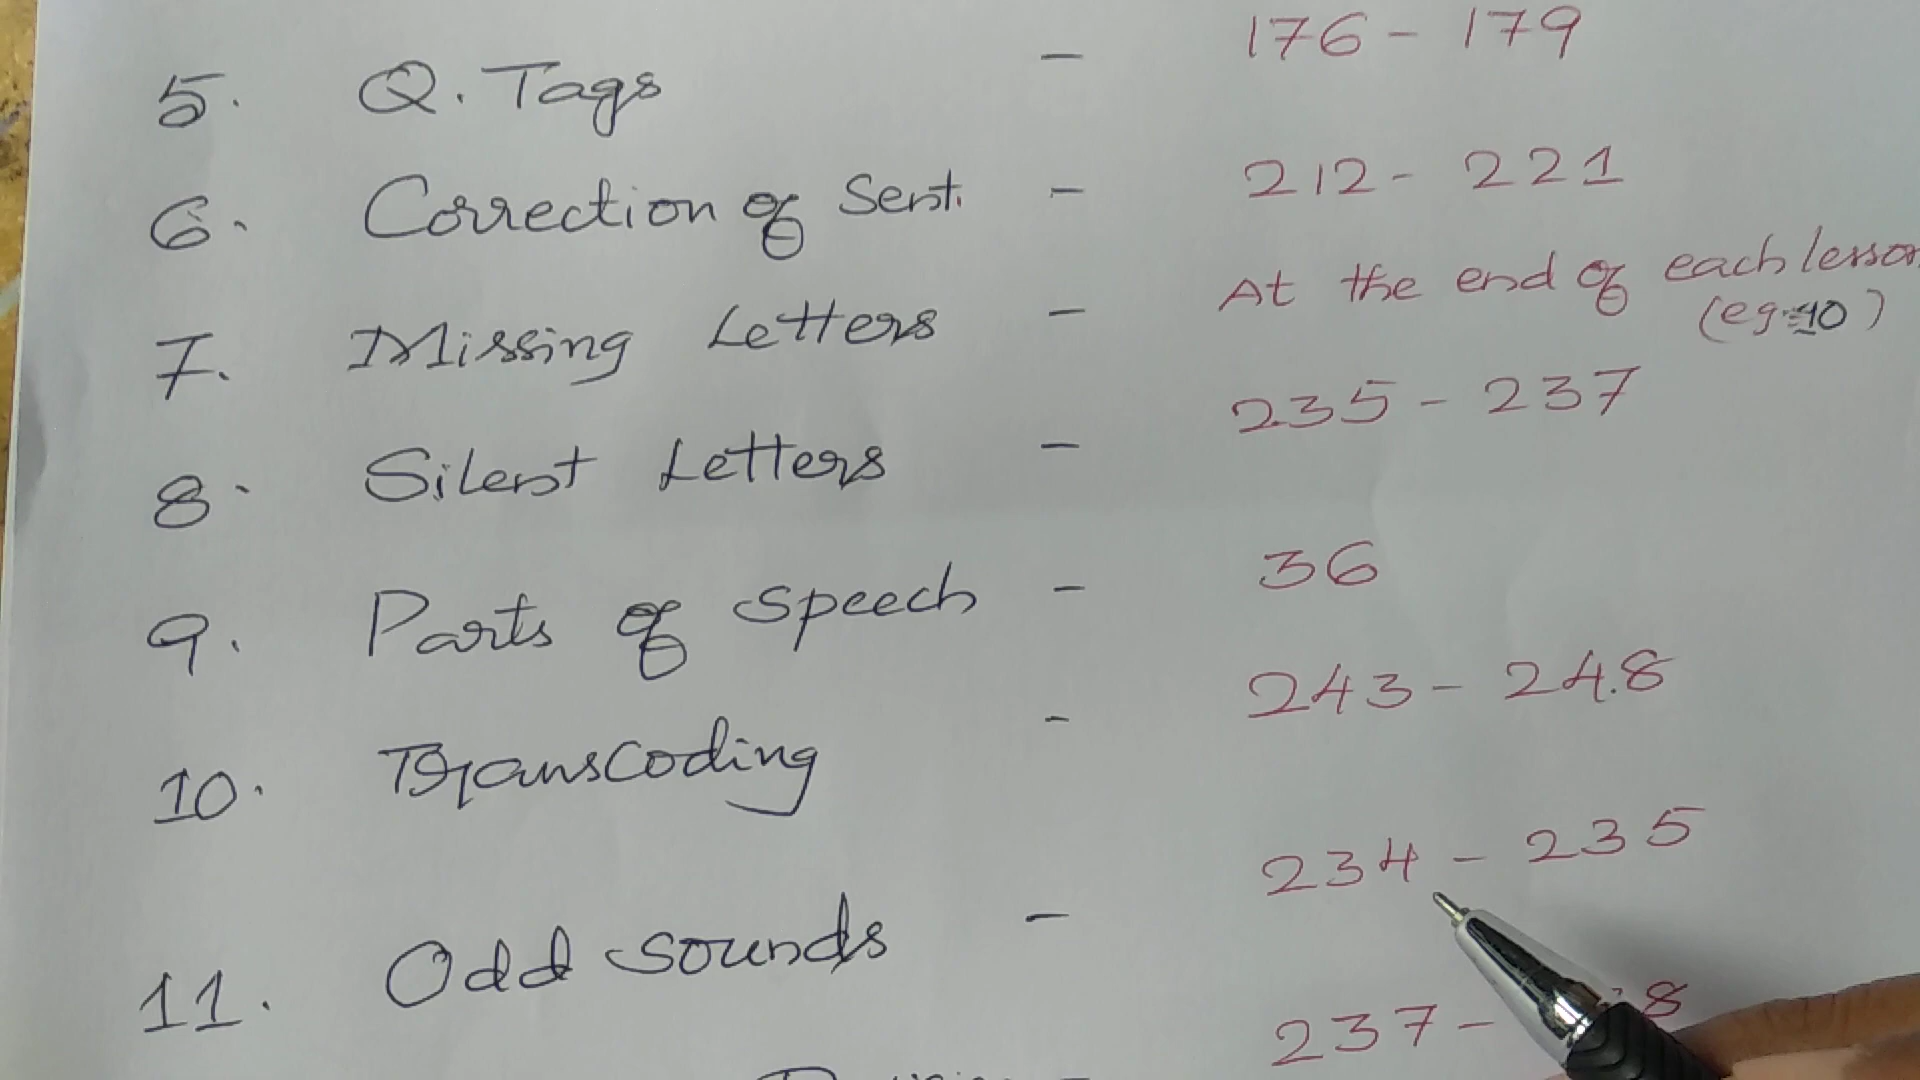 5. Q. Tags - 176 - 179
6. Correction of Sent. - 212 - 221
7. Missing Letters - At the end of each lesson
(eg. 10)
8. Silent Letters - 235 - 237
9. Parts of speech - 36
10. Transcoding - 243 - 248
11. Odd sounds - 234 - 235
237 -